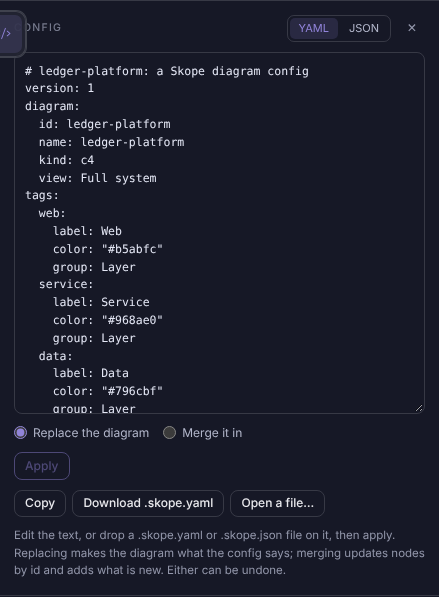 />
ONFIG
YAML
JSON
×
# ledger-platform: a Skope diagram config
version: 1
diagram:
  id: ledger-platform
  name: ledger-platform
  kind: c4
  view: Full system
tags:
  web:
    label: Web
    color: "#b5abfc"
    group: Layer
  service:
    label: Service
    color: "#968ae0"
    group: Layer
  data:
    label: Data
    color: "#796cbf"
    group: Layer
Replace the diagram
Merge it in
Apply
Copy
Download .skope.yaml
Open a file...
Edit the text, or drop a .skope.yaml or .skope.json file on it, then apply.
Replacing makes the diagram what the config says; merging updates nodes
by id and adds what is new. Either can be undone.